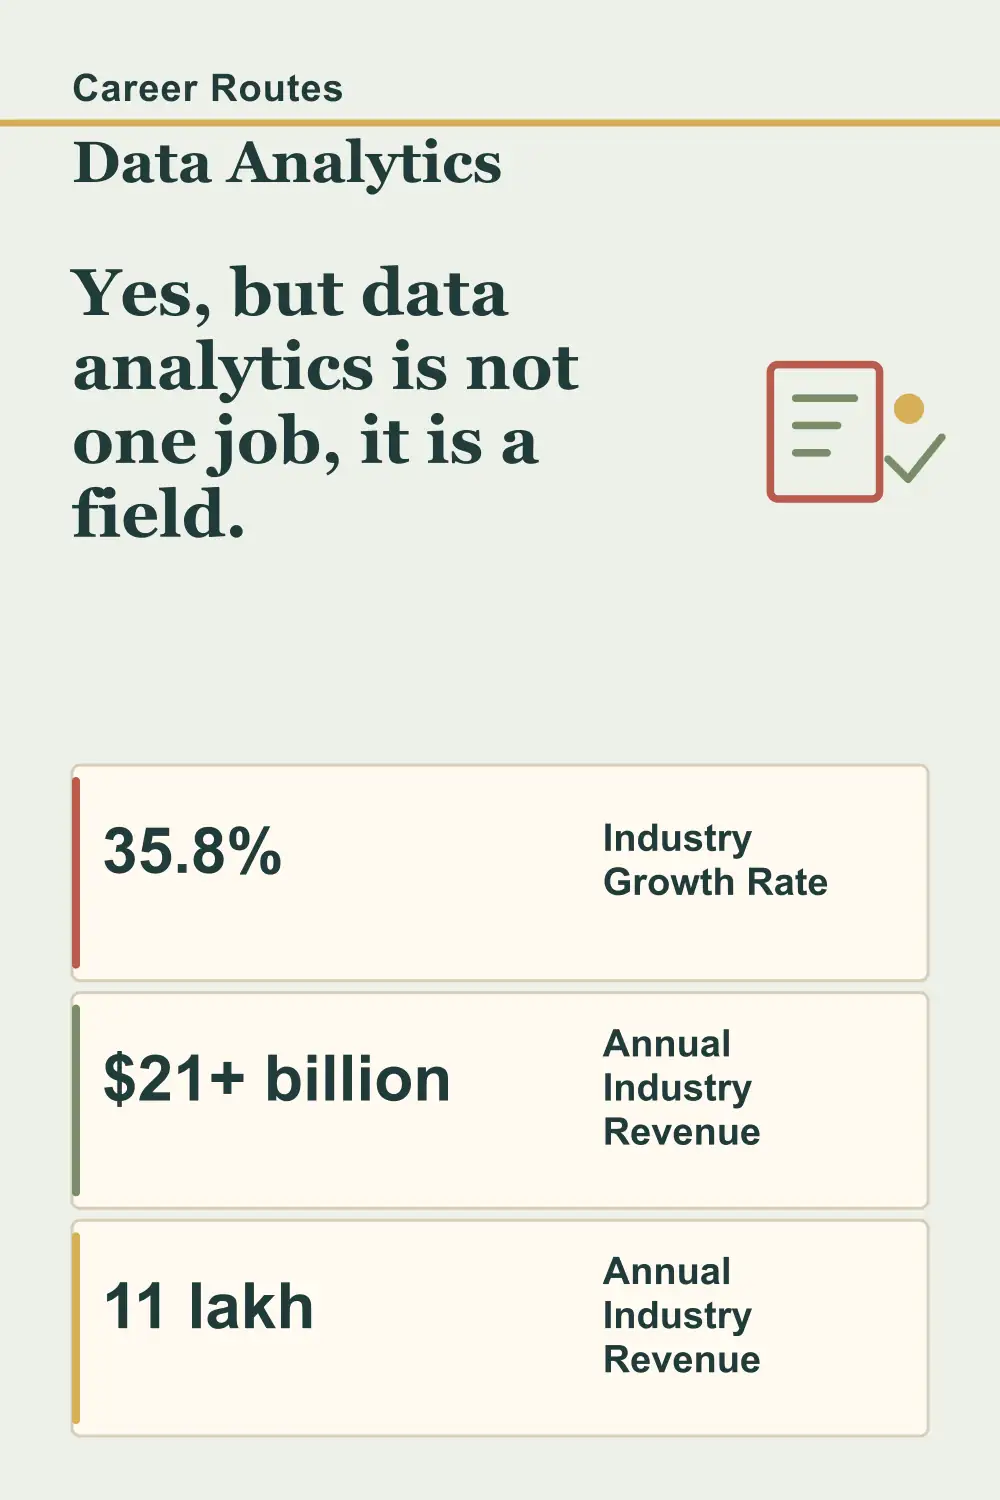 Career Routes
Data Analytics
Yes, but data
analytics is not
one job, it is a
field.
35.8%
Industry
Growth Rate
$21+ billion
Annual
Industry
Revenue
11 lakh
Annual
Industry
Revenue